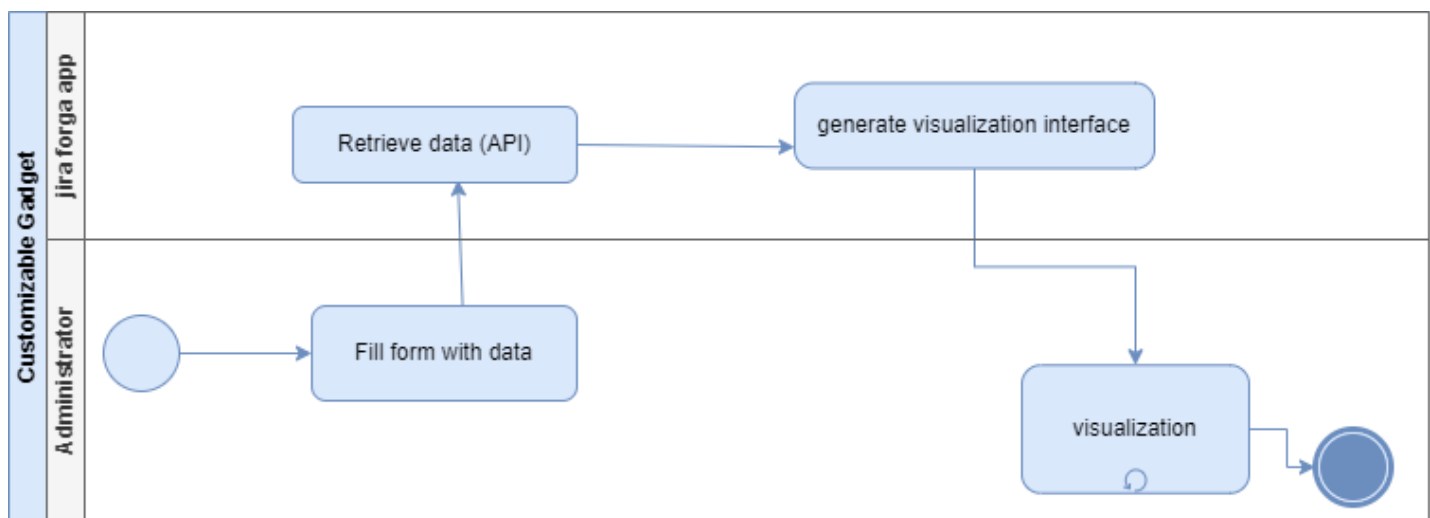 Customizable Gadget
jira forga app
Retrieve data (API)
generate visualization interface
Administrator
Fill form with data
visualization